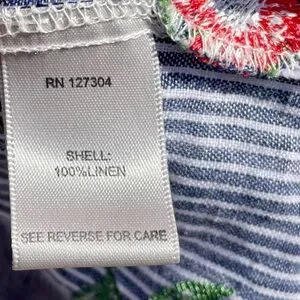 RN 127304
SHELL:
100%LINEN
SEE REVERSE FOR CARE